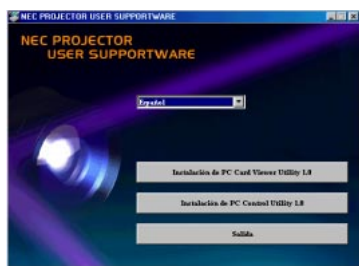 NEC PROJECTOR USER SUPPORTWARE
NEC PROJECTOR
USER SUPPORTWARE
Español
Instalación de PC Card Viewer Utility 1.0
Instalación de PC Control Utility 1.0
Salida